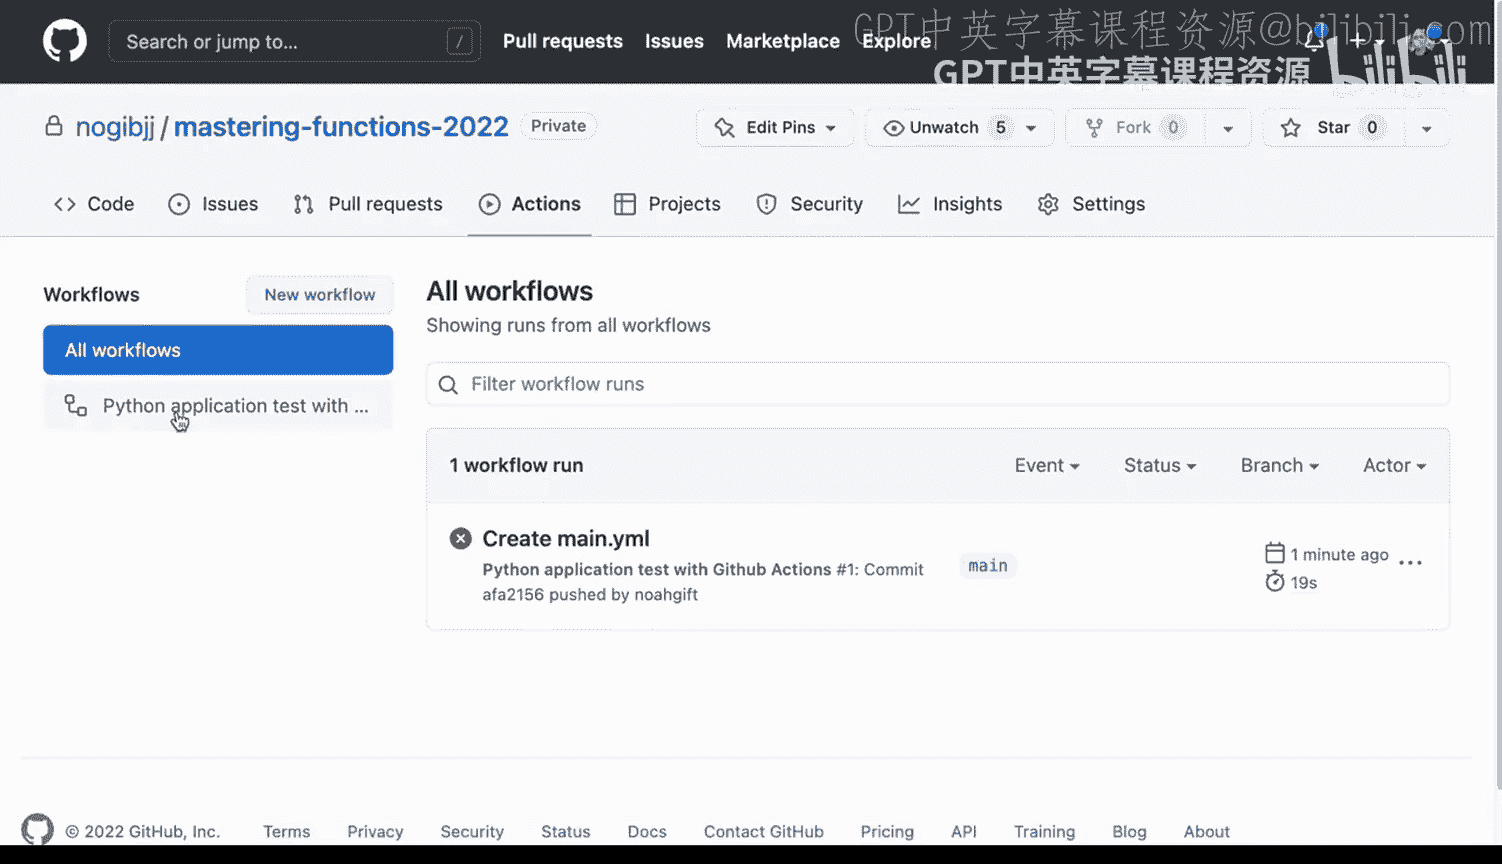 Search or jump to...
/
Pull requests
Issues
Marketplace
Explore
GPT中英字幕课程资源@bilibili.com
GPT中英字幕课程资源 bilibili
nogibjj / mastering-functions-2022
Private
Edit Pins
Unwatch 5
Fork 0
Star 0
Code
Issues
Pull requests
Actions
Projects
Security
Insights
Settings
Workflows
New workflow
All workflows
Python application test with ...
All workflows
Showing runs from all workflows
Filter workflow runs
1 workflow run
Event
Status
Branch
Actor
Create main.yml
Python application test with Github Actions #1: Commit
afa2156 pushed by noahgift
main
1 minute ago
...
19s
© 2022 GitHub, Inc.
Terms
Privacy
Security
Status
Docs
Contact GitHub
Pricing
API
Training
Blog
About